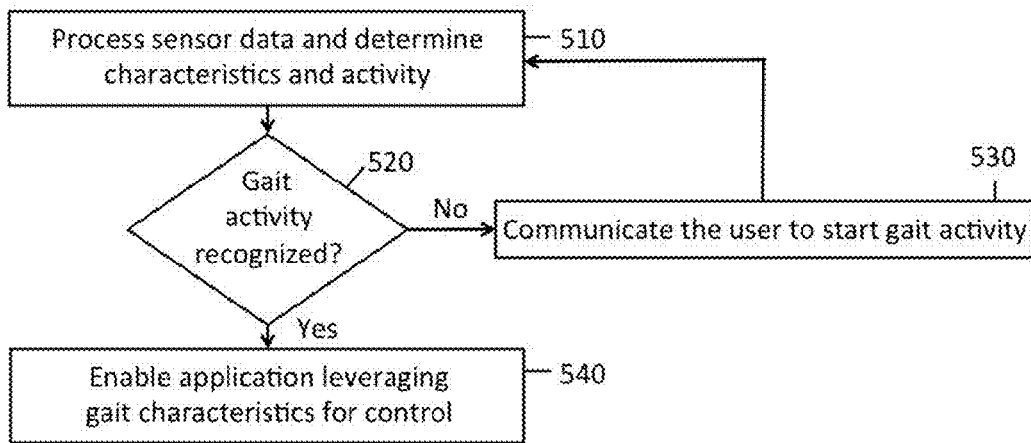 Process sensor data and determine
characteristics and activity
510
Gait
activity
recognized?
520
No
530
Communicate the user to start gait activity
Yes
Enable application leveraging
gait characteristics for control
540